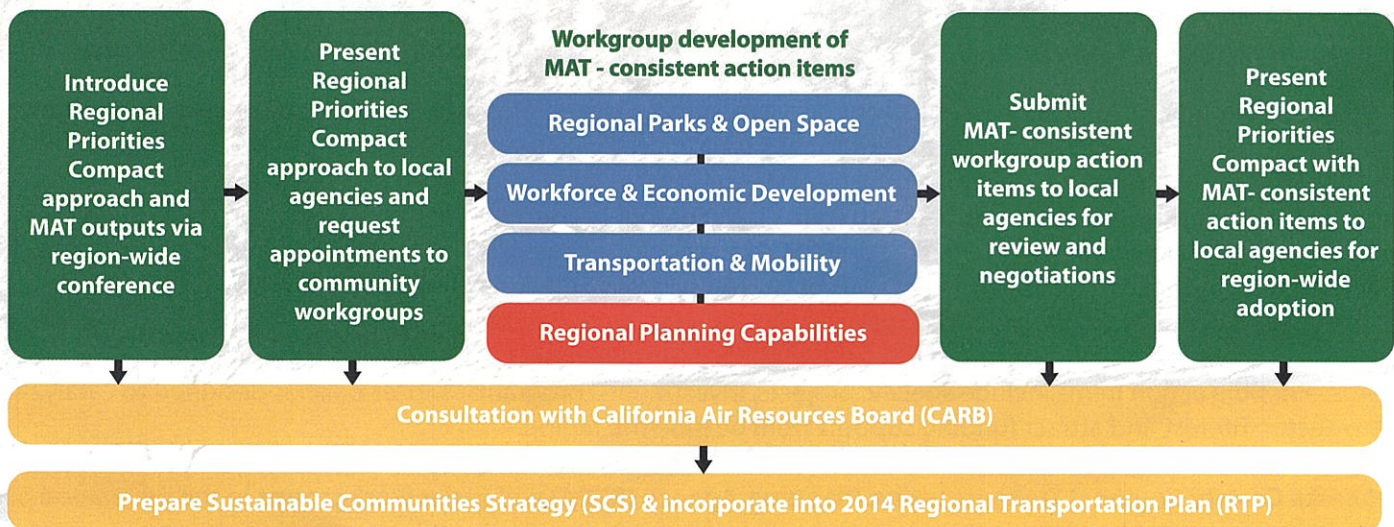 Introduce
Regional
Priorities
Compact
approach and
MAT outputs via
region-wide
conference
Present
Regional
Priorities
Compact
approach to local
agencies and
request
appointments to
community
workgroups
Workgroup development of
MAT - consistent action items
Regional Parks & Open Space
Workforce & Economic Development
Transportation & Mobility
Regional Planning Capabilities
Submit
MAT- consistent
workgroup action
items to local
agencies for
review and
negotiations
Present
Regional
Priorities
Compact with
MAT- consistent
action items to
local agencies for
region-wide
adoption
Consultation with California Air Resources Board (CARB)
Prepare Sustainable Communities Strategy (SCS) & incorporate into 2014 Regional Transportation Plan (RTP)